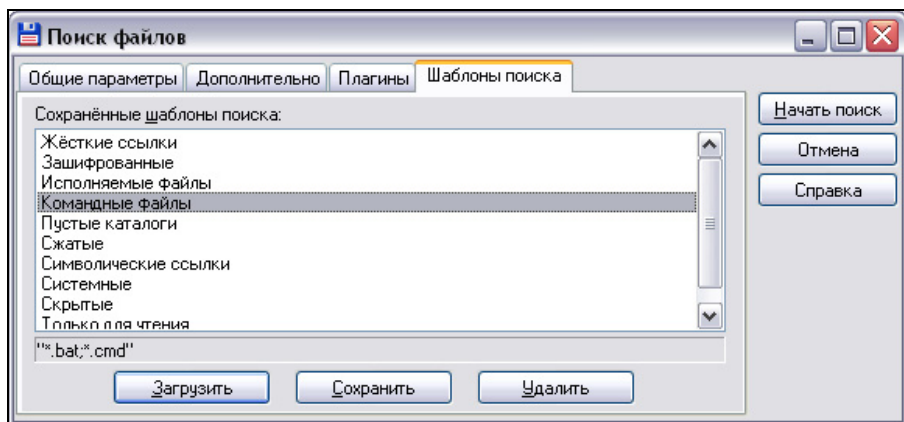 Поиск файлов
Общие параметры Дополнительно Плагины Шаблоны поиска
Сохранённые шаблоны поиска:
Жёсткие ссылки
Зашифрованные
Исполняемые файлы
Командные файлы
Пустые каталоги
Сжатые
Символические ссылки
Системные
Скрытые
Только для чтения
"*.bat;*.cmd"
Загрузить Сохранить Удалить
Начать поиск
Отмена
Справка